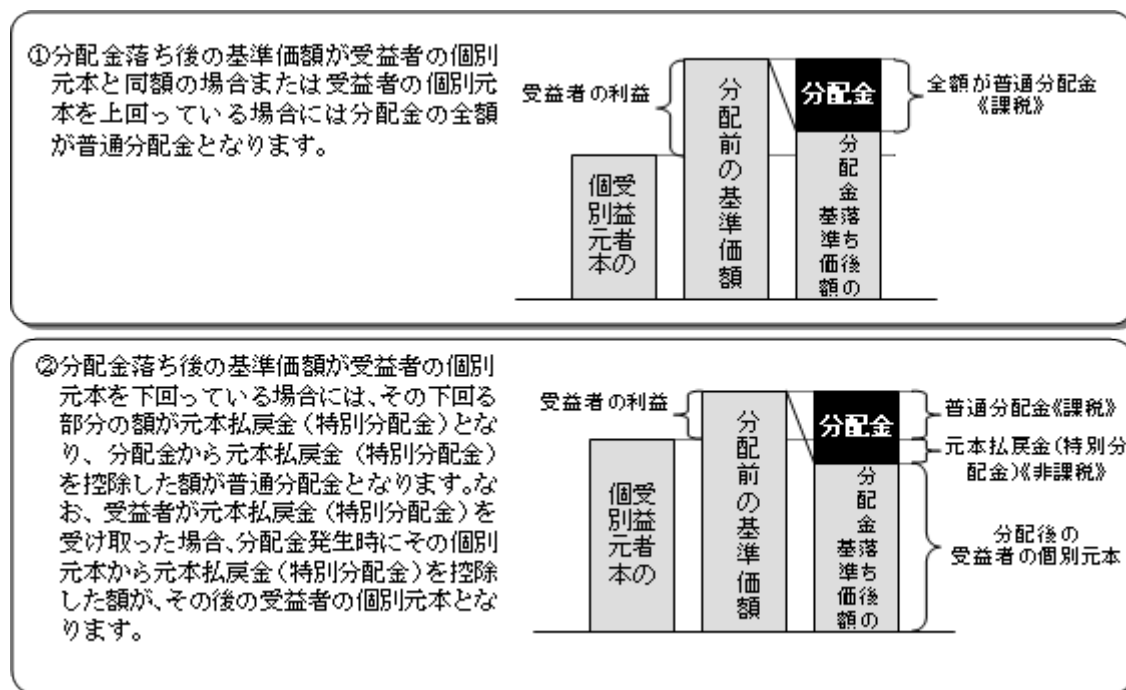 ①分配金落ち後の基準価額が受益者の個別
元本と同額の場合または受益者の個別元
本を上回っている場合には分配金の全額
が普通分配金となります。
受益者の利益
受益者の
個別元本
分配前の基準価額
分配金
分配金落ち後の
基準価額
全額が普通分配金
《課税》
②分配金落ち後の基準価額が受益者の個別
元本を下回っている場合には、その下回る
部分の額が元本払戻金(特別分配金)とな
り、分配金から元本払戻金(特別分配金)
を控除した額が普通分配金となります。な
お、受益者が元本払戻金(特別分配金)を
受け取った場合、分配金発生時にその個別
元本から元本払戻金(特別分配金)を控除
した額が、その後の受益者の個別元本とな
ります。
受益者の利益
受益者の
個別元本
分配前の基準価額
分配金
分配金落ち後の
基準価額
普通分配金《課税》
元本払戻金(特別分
配金)《非課税》
分配後の
受益者の個別元本